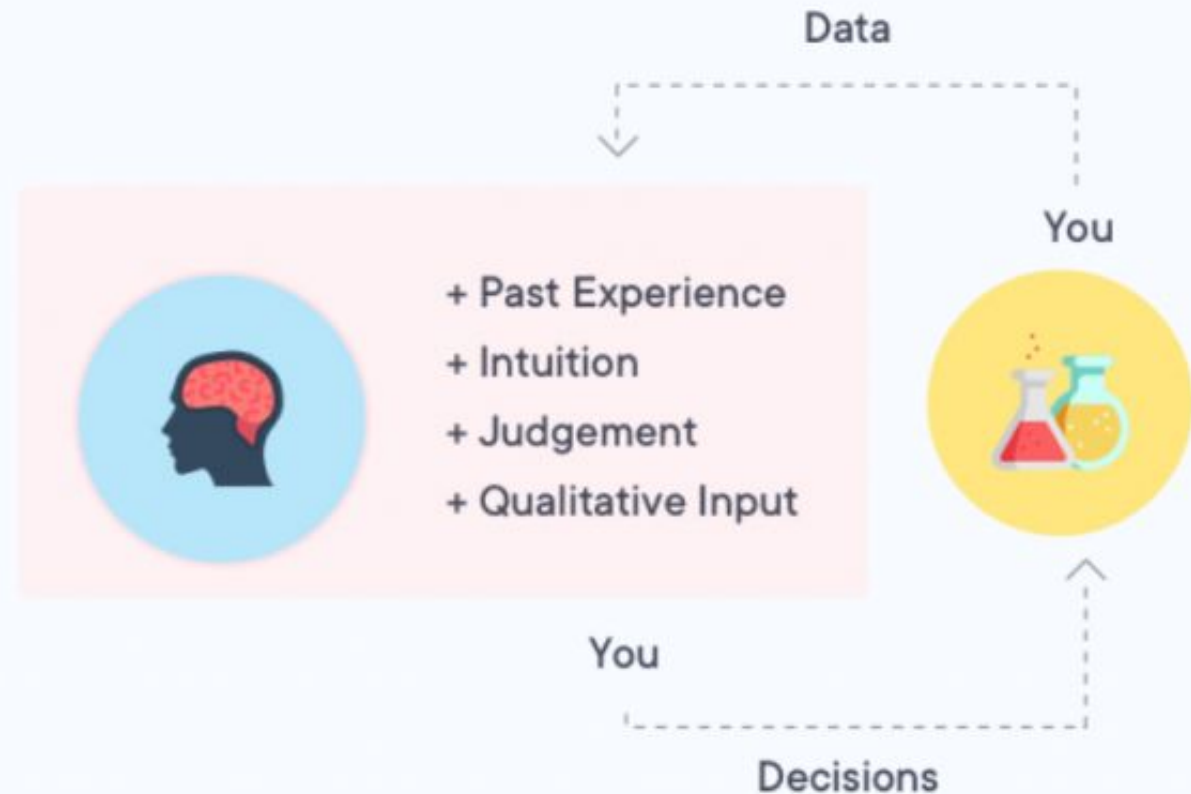 Data
You
+ Past Experience
+ Intuition
+ Judgement
+ Qualitative Input
You
Decisions